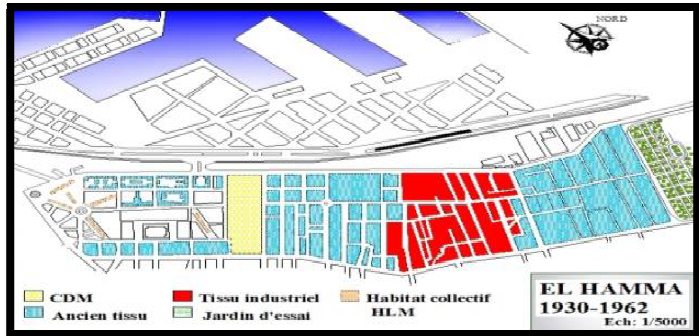 NORD
CDM
Tissu industriel
Habitat collectif
HLM
Ancien tissu
Jardin d'essai
EL HAMMA
1930-1962
Ech: 1/5000